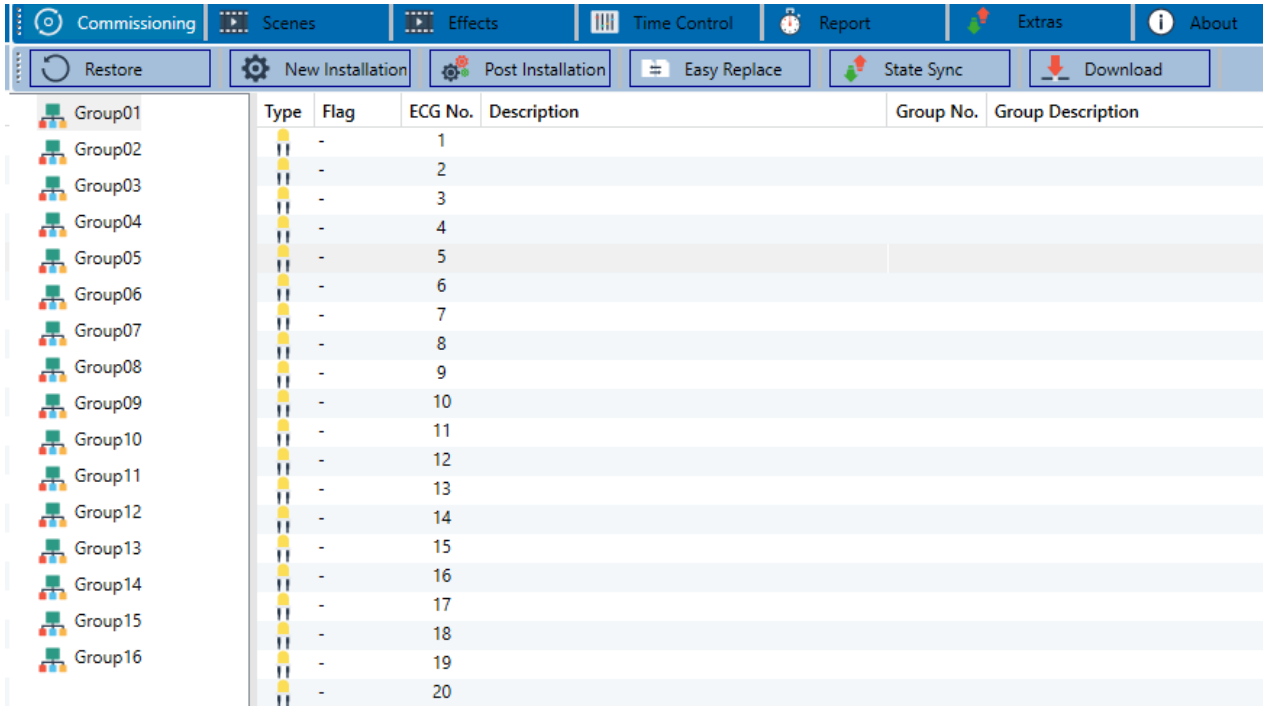 Commissioning Scenes Effects Time Control Report Extras About
Restore New Installation Post Installation Easy Replace State Sync Download
Group01
Group02
Group03
Group04
Group05
Group06
Group07
Group08
Group09
Group10
Group11
Group12
Group13
Group14
Group15
Group16
Type Flag ECG No. Description Group No. Group Description
- 1
- 2
- 3
- 4
- 5
- 6
- 7
- 8
- 9
- 10
- 11
- 12
- 13
- 14
- 15
- 16
- 17
- 18
- 19
- 20